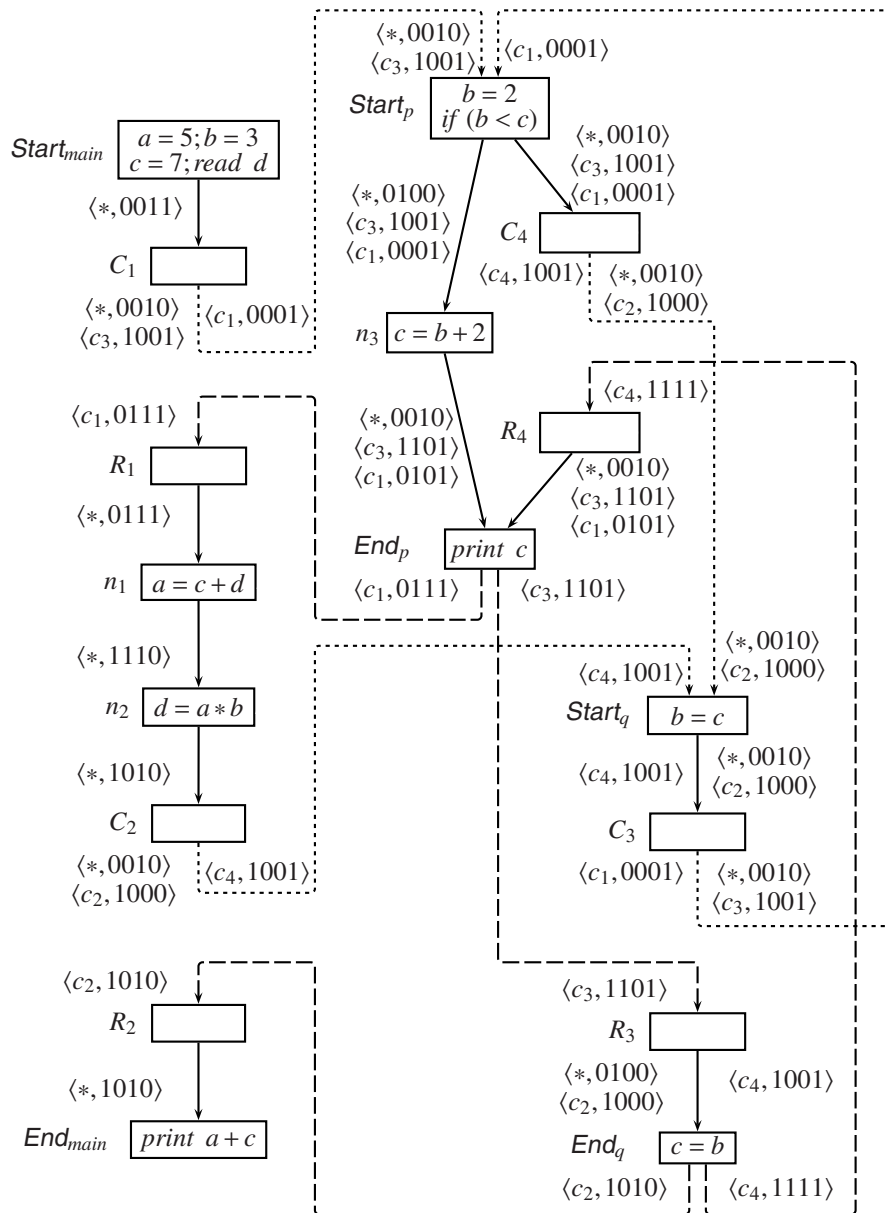 ⟨∗,0010⟩
⟨c3,1001⟩
⟨c1,0001⟩
Startp
b = 2
if (b < c)
Startmain
a = 5;b = 3
c = 7;read d
⟨∗,0011⟩
C1
⟨∗,0010⟩
⟨c3,1001⟩
⟨c1,0001⟩
⟨∗,0100⟩
⟨c3,1001⟩
⟨c1,0001⟩
⟨∗,0010⟩
⟨c3,1001⟩
⟨c1,0001⟩
C4
⟨c4,1001⟩
⟨∗,0010⟩
⟨c2,1000⟩
n3
c = b+2
⟨c1,0111⟩
R1
⟨∗,0111⟩
⟨∗,0010⟩
⟨c3,1101⟩
⟨c1,0101⟩
⟨c4,1111⟩
R4
⟨∗,0010⟩
⟨c3,1101⟩
⟨c1,0101⟩
Endp
print c
⟨c1,0111⟩
⟨c3,1101⟩
n1
a = c+d
⟨∗,1110⟩
n2
d = a∗b
⟨∗,1010⟩
C2
⟨∗,0010⟩
⟨c2,1000⟩
⟨c4,1001⟩
⟨c4,1001⟩
⟨∗,0010⟩
⟨c2,1000⟩
Startq
b = c
⟨c4,1001⟩
⟨∗,0010⟩
⟨c2,1000⟩
C3
⟨c1,0001⟩
⟨∗,0010⟩
⟨c3,1001⟩
⟨c2,1010⟩
R2
⟨∗,1010⟩
Endmain
print a+c
⟨c3,1101⟩
R3
⟨∗,0100⟩
⟨c2,1000⟩
⟨c4,1001⟩
Endq
c = b
⟨c2,1010⟩
⟨c4,1111⟩